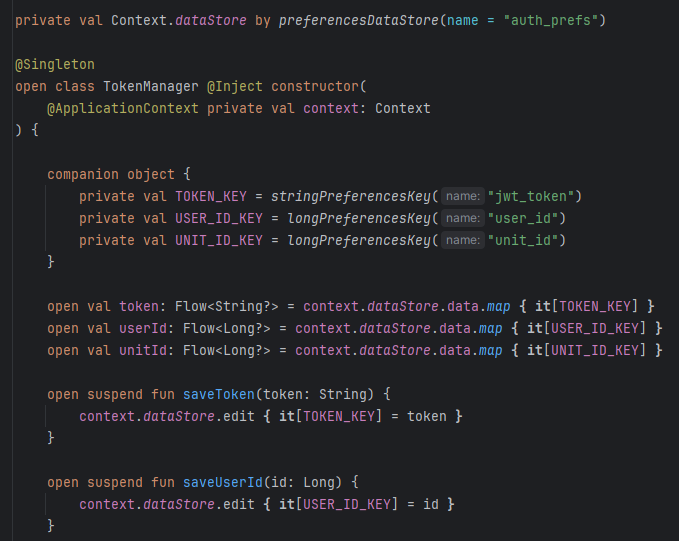 private val Context.dataStore by preferencesDataStore(name = "auth_prefs")
@Singleton
open class TokenManager @Inject constructor(
@ApplicationContext private val context: Context
) {
companion object {
private val TOKEN_KEY = stringPreferencesKey( name: "jwt_token")
private val USER_ID_KEY = longPreferencesKey( name: "user_id")
private val UNIT_ID_KEY = longPreferencesKey( name: "unit_id")
}
open val token: Flow<String?> = context.dataStore.data.map { it[TOKEN_KEY] }
open val userId: Flow<Long?> = context.dataStore.data.map { it[USER_ID_KEY] }
open val unitId: Flow<Long?> = context.dataStore.data.map { it[UNIT_ID_KEY] }
open suspend fun saveToken(token: String) {
context.dataStore.edit { it[TOKEN_KEY] = token }
}
open suspend fun saveUserId(id: Long) {
context.dataStore.edit { it[USER_ID_KEY] = id }
}